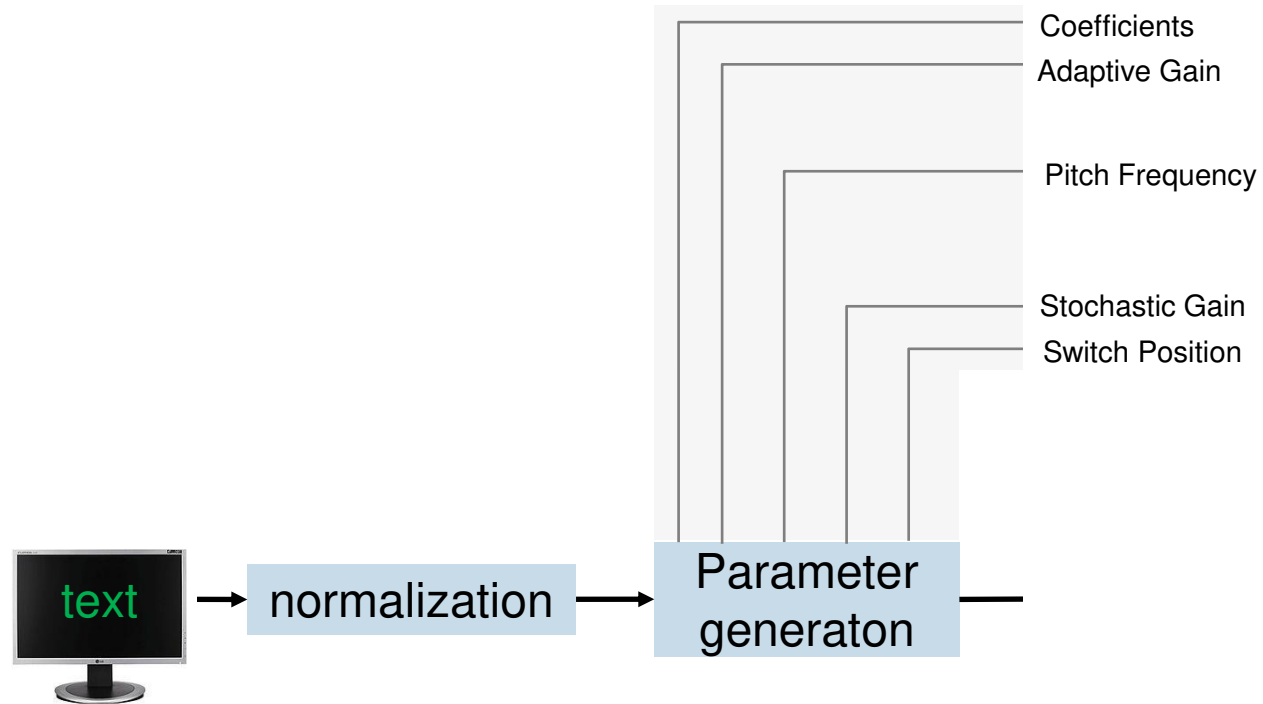 Coefficients
Adaptive Gain
Pitch Frequency
Stochastic Gain
Switch Position
text
normalization
Parameter
generaton